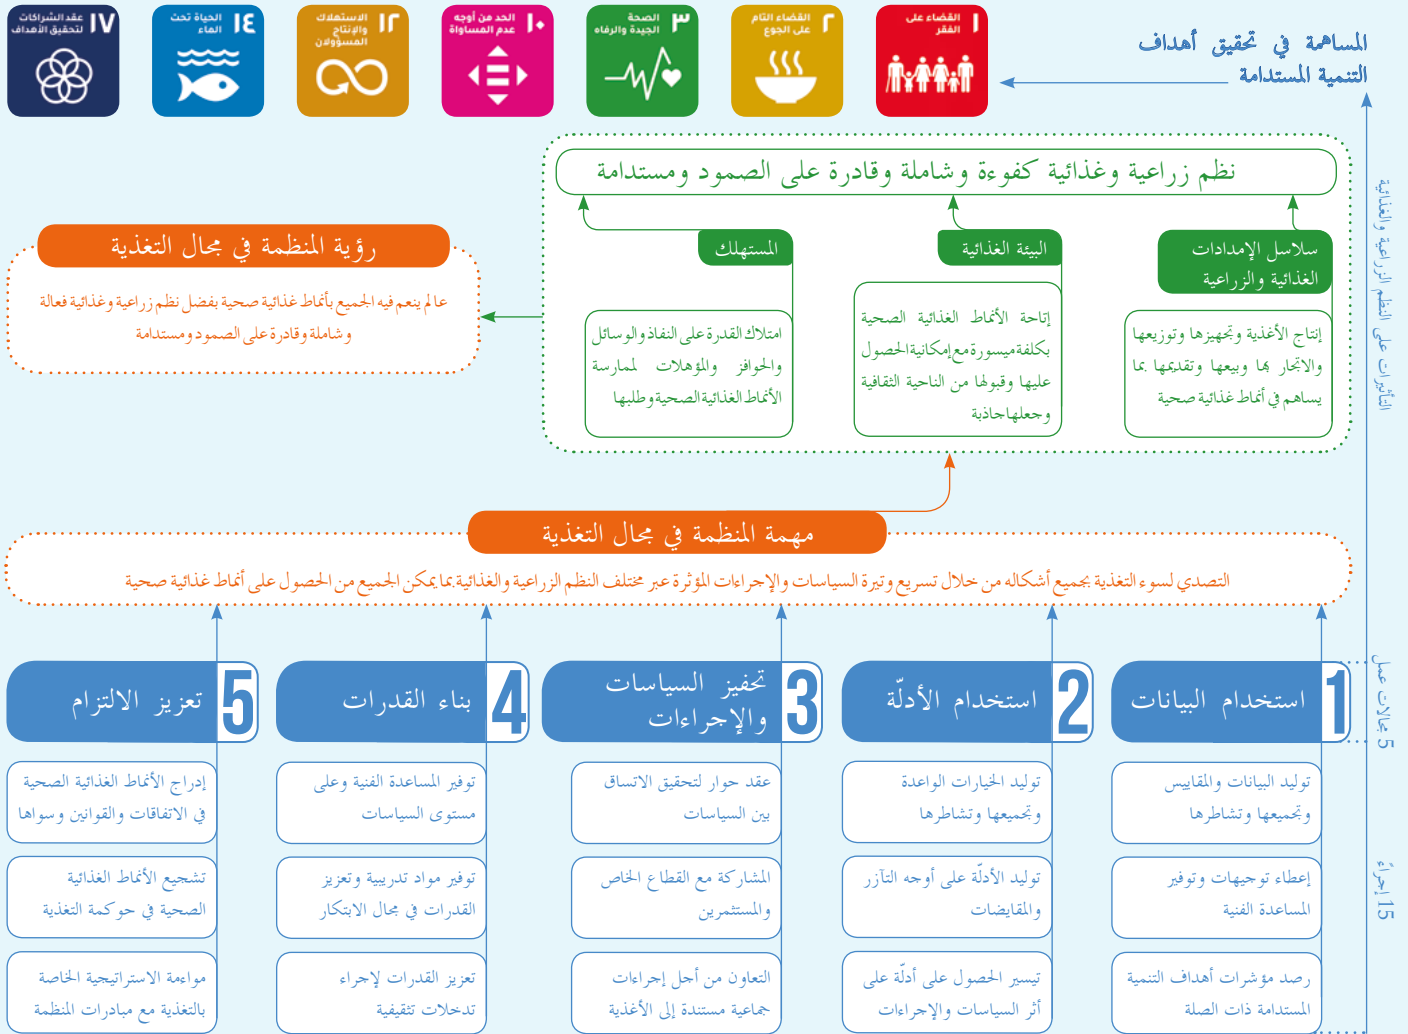 المساهمة في تحقيق أهداف
التنمية المستدامة
١ القضاء على
الفقر
٢ القضاء التام
على الجوع
٣ الصحة
الجيدة والرفاه
١٠ الحد من أوجه
عدم المساواة
١٢ الاستهلاك
والإنتاج
المسؤولان
١٤ الحياة تحت
الماء
١٧ عقد الشراكات
لتحقيق الأهداف
التأثيرات على النظم الزراعية والغذائية
نظم زراعية وغذائية كفوءة وشاملة وقادرة على الصمود ومستدامة
سلاسل الإمدادات
الغذائية والزراعية
إنتاج الأغذية وتجهيزها وتوزيعها
والاتجار بها وبيعها وتقديمها بما
يساهم في أنماط غذائية صحية
البيئة الغذائية
إتاحة الأنماط الغذائية الصحية
بكلفة ميسورة مع إمكانية الحصول
عليها وقبولها من الناحية الثقافية
وجعلها جاذبة
المستهلك
امتلاك القدرة على النفاذ والوسائل
والحوافز والمؤهلات لممارسة
الأنماط الغذائية الصحية وطلبها
رؤية المنظمة في مجال التغذية
عالم ينعم فيه الجميع بأنماط غذائية صحية بفضل نظم زراعية وغذائية فعالة
وشاملة وقادرة على الصمود ومستدامة
مهمة المنظمة في مجال التغذية
التصدي لسوء التغذية بجميع أشكاله من خلال تسريع وتيرة السياسات والإجراءات المؤثرة عبر مختلف النظم الزراعية والغذائية بما يمكن الجميع من الحصول على أنماط غذائية صحية
5 مجالات عمل
1 استخدام البيانات
2 استخدام الأدلّة
3 تحفيز السياسات
والإجراءات
4 بناء القدرات
5 تعزيز الالتزام
15 إجراءً
توليد البيانات والمقاييس
وتجميعها وتشاطرها
إعطاء توجيهات وتوفير
المساعدة الفنية
رصد مؤشرات أهداف التنمية
المستدامة ذات الصلة
توليد الخيارات الواعدة
وتجميعها وتشاطرها
توليد الأدلّة على أوجه التآزر
والمقايضات
تيسير الحصول على أدلّة على
أثر السياسات والإجراءات
عقد حوار لتحقيق الاتساق
بين السياسات
المشاركة مع القطاع الخاص
والمستثمرين
التعاون من أجل إجراءات
جماعية مستندة إلى الأغذية
توفير المساعدة الفنية وعلى
مستوى السياسات
توفير مواد تدريبية وتعزيز
القدرات في مجال الابتكار
تعزيز القدرات لإجراء
تدخلات تثقيفية
إدراج الأنماط الغذائية الصحية
في الاتفاقات والقوانين وسواها
تشجيع الأنماط الغذائية
الصحية في حوكمة التغذية
مواءمة الاستراتيجية الخاصة
بالتغذية مع مبادرات المنظمة